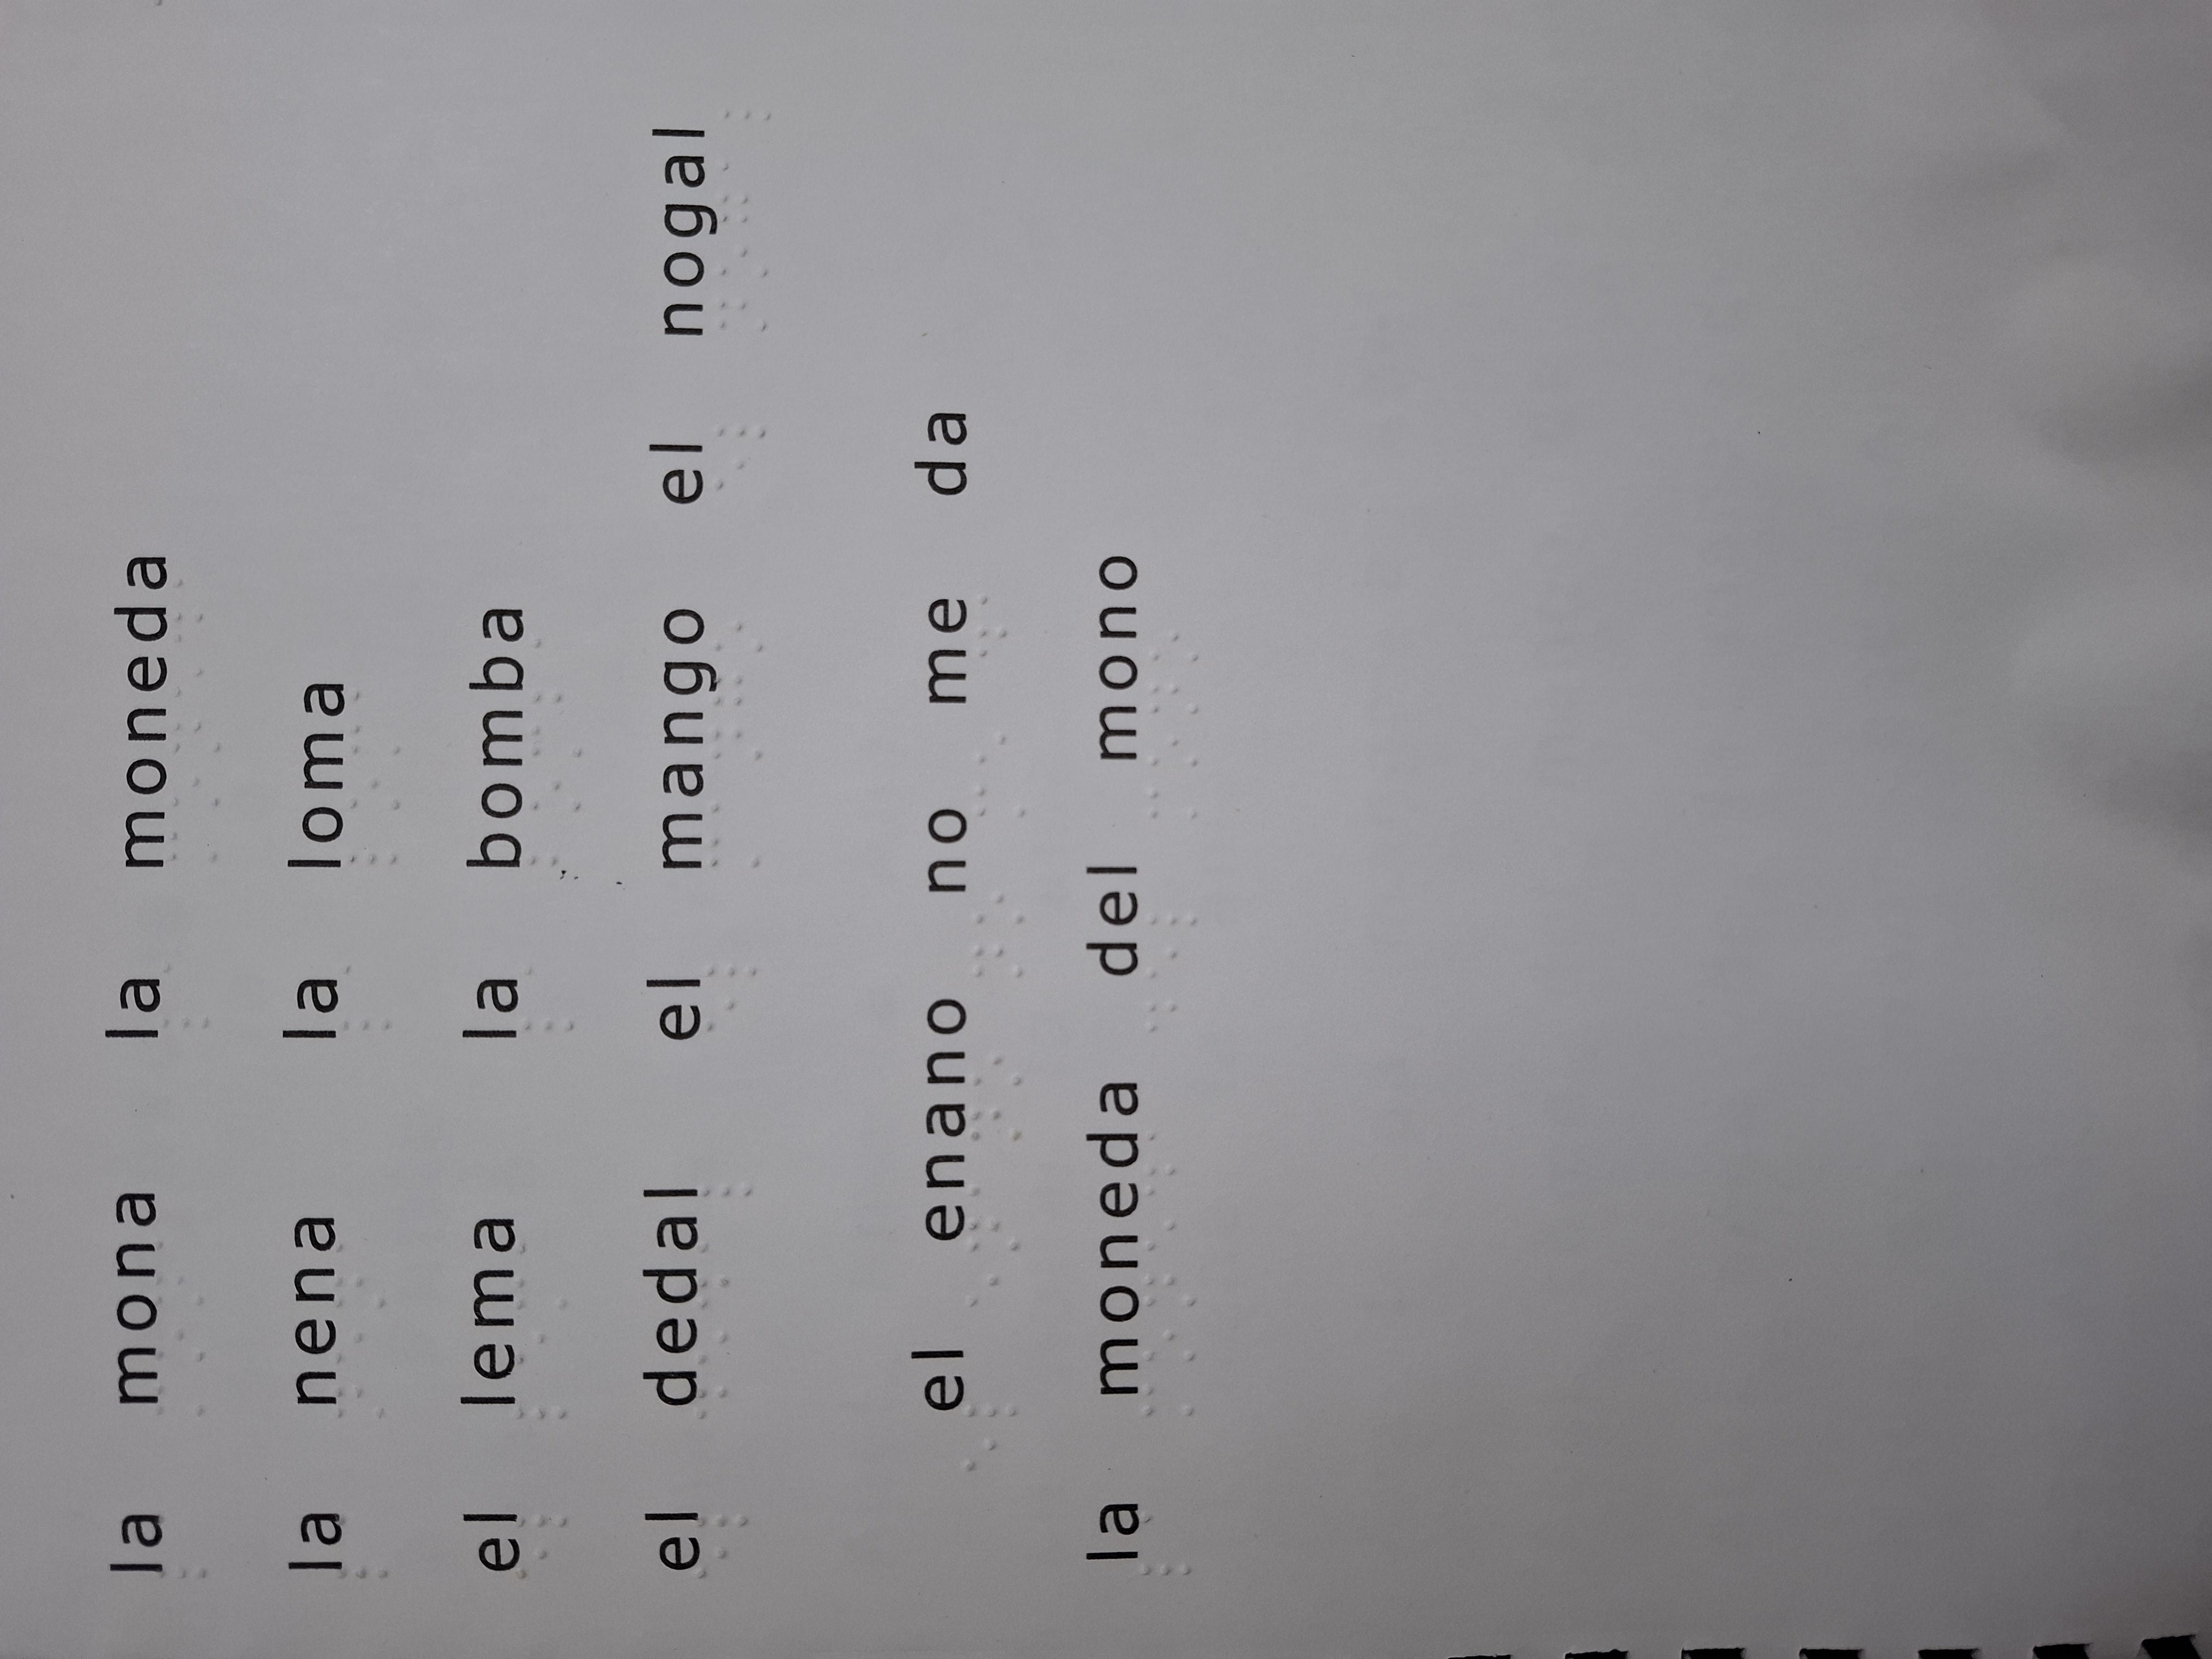 la mona la moneda
la nena la loma
el lema la bomba
el dedal el mango el nogal
el enano no me da
la moneda del mono